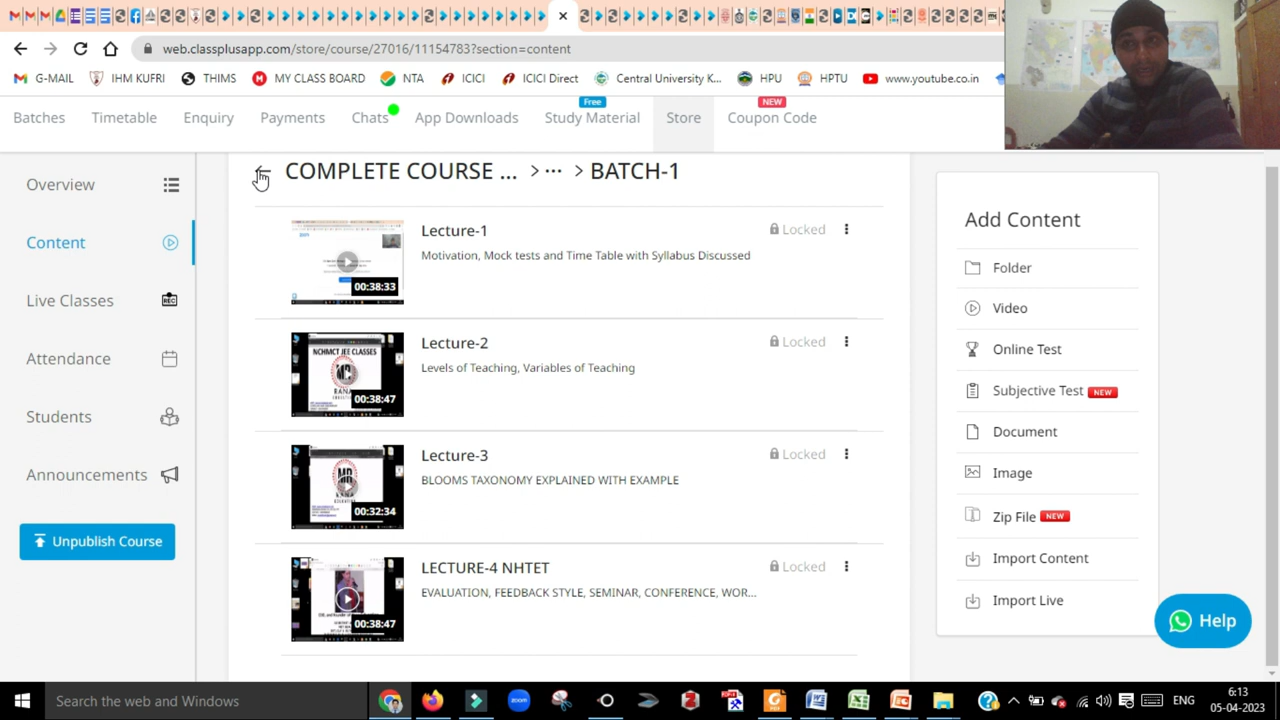 web.classplusapp.com/store/course/27016/11154783?section=content
G-MAIL
IHM KUFRI
THIMS
MY CLASS BOARD
NTA
ICICI
ICICI Direct
Central University K...
HPU
HPTU
www.youtube.co.in
Batches
Timetable
Enquiry
Payments
Chats
App Downloads
Free
Study Material
Store
NEW
Coupon Code
Overview
Content
Live Classes
Attendance
Students
Announcements
Unpublish Course
COMPLETE COURSE ... > ... > BATCH-1
Lecture-1
Locked
Motivation, Mock tests and Time Table with Syllabus Discussed
00:38:33
Lecture-2
Locked
Levels of Teaching, Variables of Teaching
NCHMCT JEE CLASSES
00:38:47
Lecture-3
Locked
BLOOMS TAXONOMY EXPLAINED WITH EXAMPLE
00:32:34
LECTURE-4 NHTET
Locked
EVALUATION, FEEDBACK STYLE, SEMINAR, CONFERENCE, WOR...
00:38:47
Add Content
Folder
Video
Online Test
Subjective Test NEW
Document
Image
Zip File NEW
Import Content
Import Live
Help
Search the web and Windows
ENG
6:13
05-04-2023